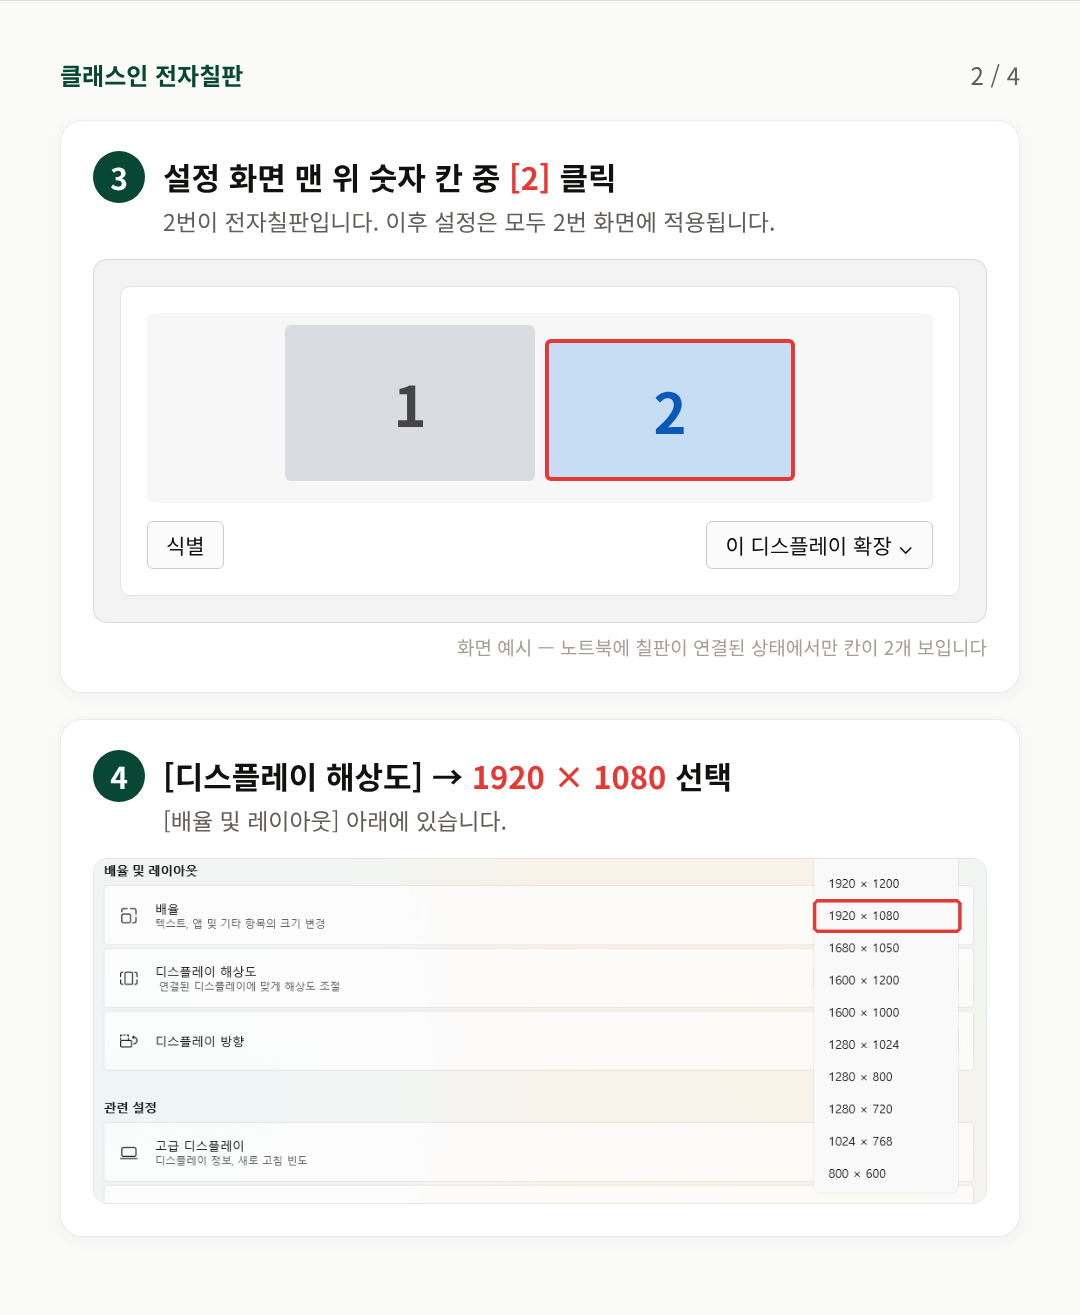 클래스인 전자칠판
2 / 4
3
설정 화면 맨 위 숫자 칸 중 [2] 클릭
2번이 전자칠판입니다. 이후 설정은 모두 2번 화면에 적용됩니다.
1
2
식별
이 디스플레이 확장
화면 예시 — 노트북에 칠판이 연결된 상태에서만 칸이 2개 보입니다
4
[디스플레이 해상도] → 1920 × 1080 선택
[배율 및 레이아웃] 아래에 있습니다.
배율 및 레이아웃
배율
텍스트, 앱 및 기타 항목의 크기 변경
디스플레이 해상도
연결된 디스플레이에 맞게 해상도 조절
디스플레이 방향
관련 설정
고급 디스플레이
디스플레이 정보, 새로 고침 빈도
1920 × 1200
1920 × 1080
1680 × 1050
1600 × 1200
1600 × 1000
1280 × 1024
1280 × 800
1280 × 720
1024 × 768
800 × 600